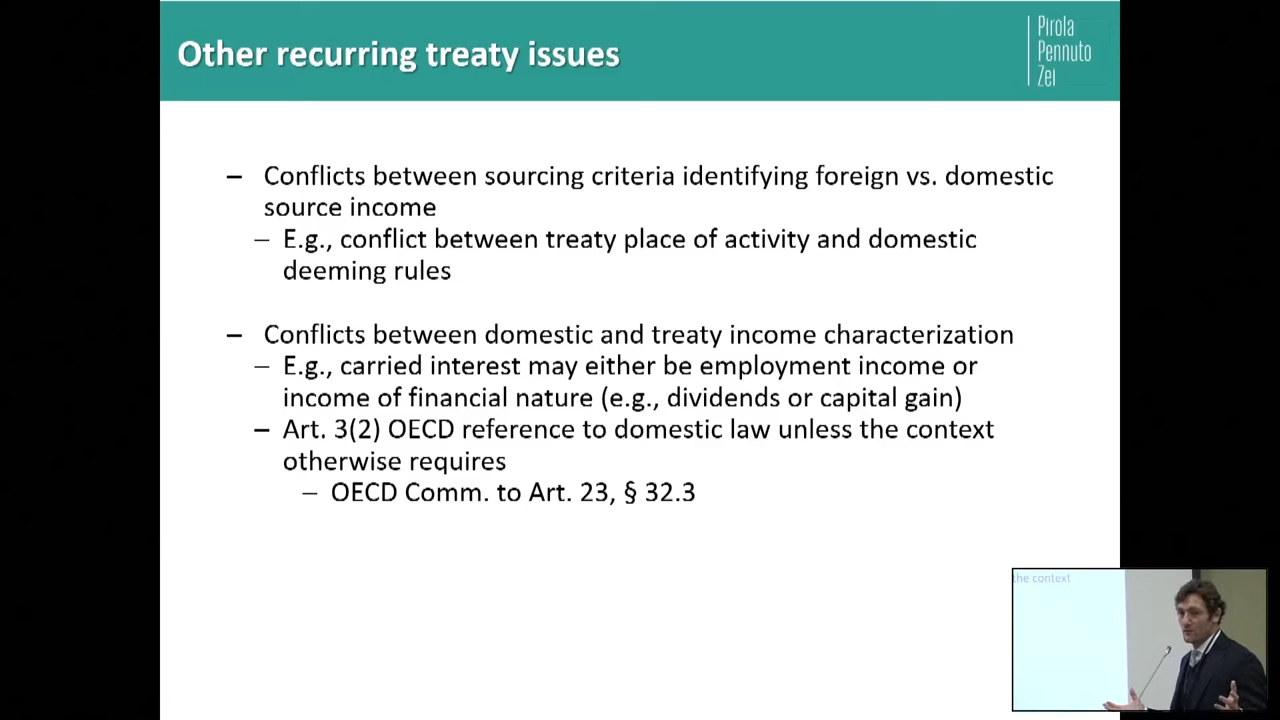 Other recurring treaty issues
Pirola
Pennuto
Zei
– Conflicts between sourcing criteria identifying foreign vs. domestic
source income
– E.g., conflict between treaty place of activity and domestic
deeming rules
– Conflicts between domestic and treaty income characterization
– E.g., carried interest may either be employment income or
income of financial nature (e.g., dividends or capital gain)
– Art. 3(2) OECD reference to domestic law unless the context
otherwise requires
– OECD Comm. to Art. 23, § 32.3
the context